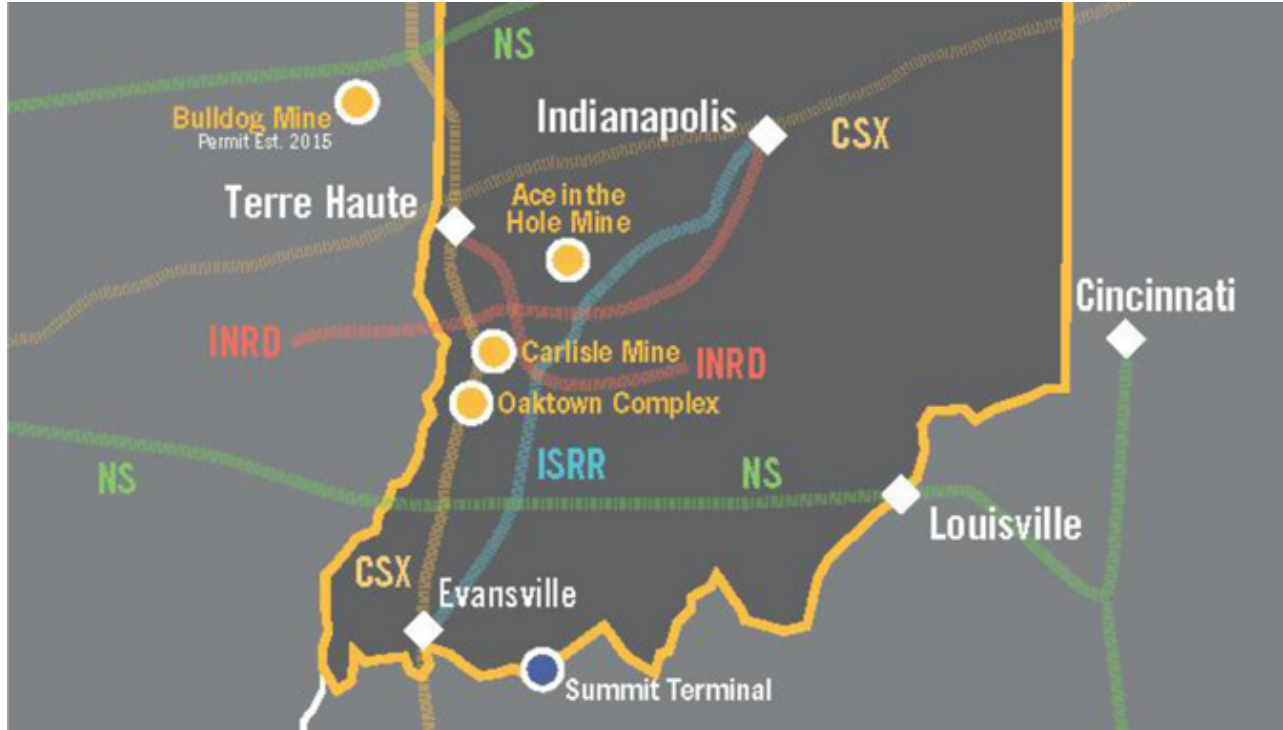 NS
Bulldog Mine
Permit Est. 2015
Indianapolis
CSX
Terre Haute
Ace in the
Hole Mine
Cincinnati
INRD
Carlisle Mine
INRD
Oaktown Complex
NS
ISRR
NS
Louisville
CSX
Evansville
Summit Terminal